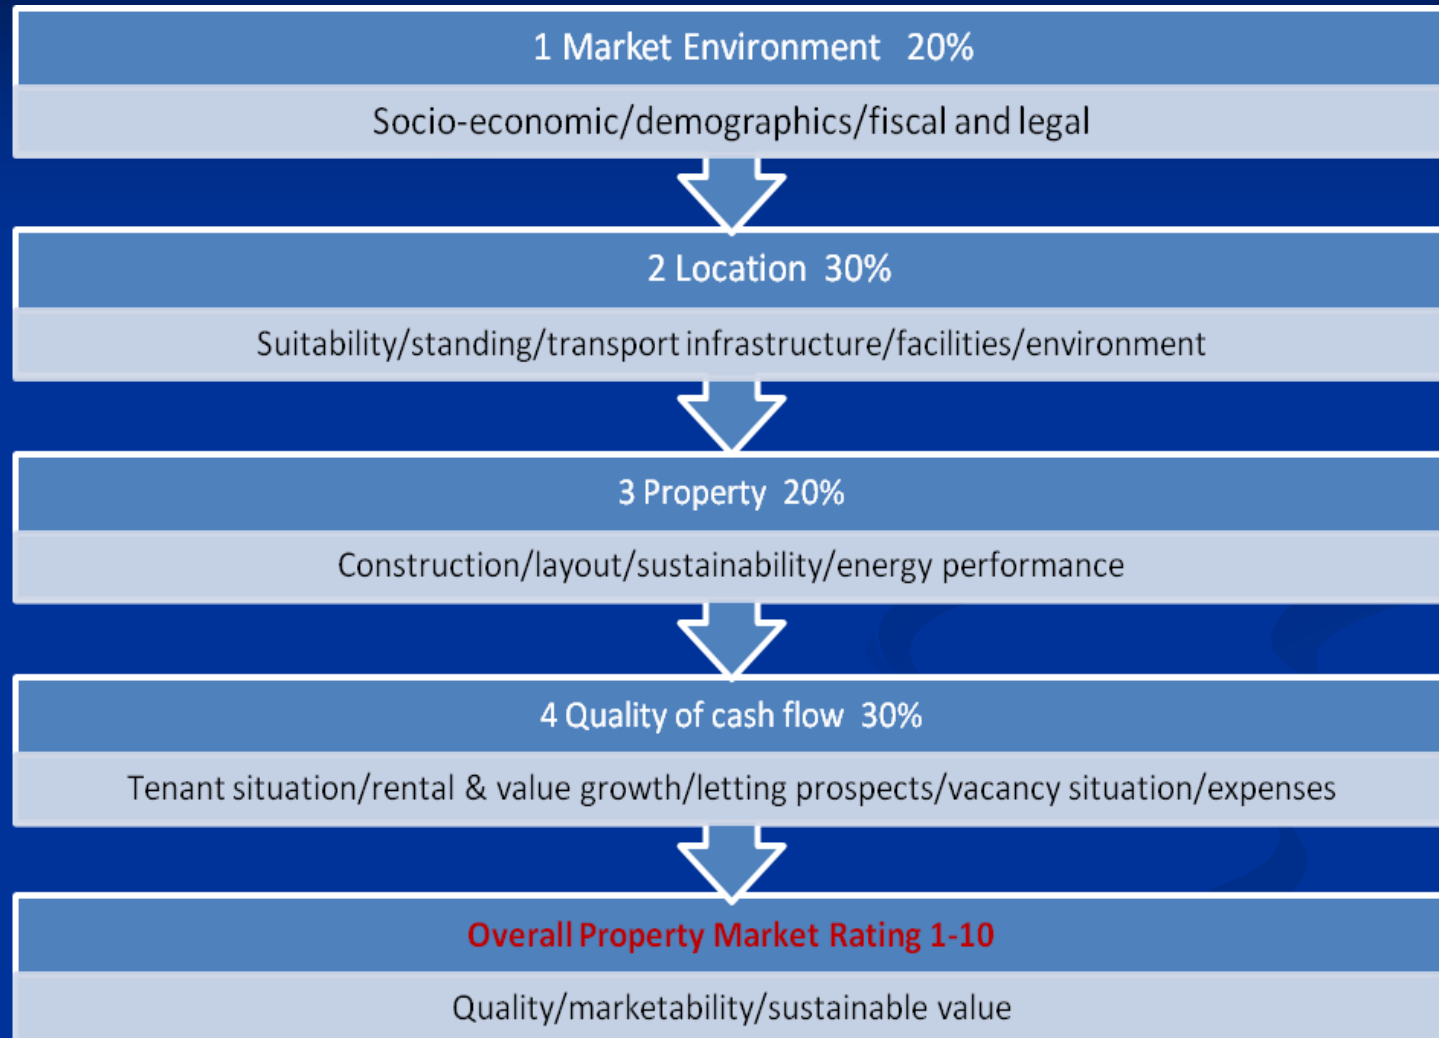 1 Market Environment 20%
Socio-economic/demographics/fiscal and legal
2 Location 30%
Suitability/standing/transport infrastructure/facilities/environment
3 Property 20%
Construction/layout/sustainability/energy performance
4 Quality of cash flow 30%
Tenant situation/rental & value growth/letting prospects/vacancy situation/expenses
Overall Property Market Rating 1-10
Quality/marketability/sustainable value